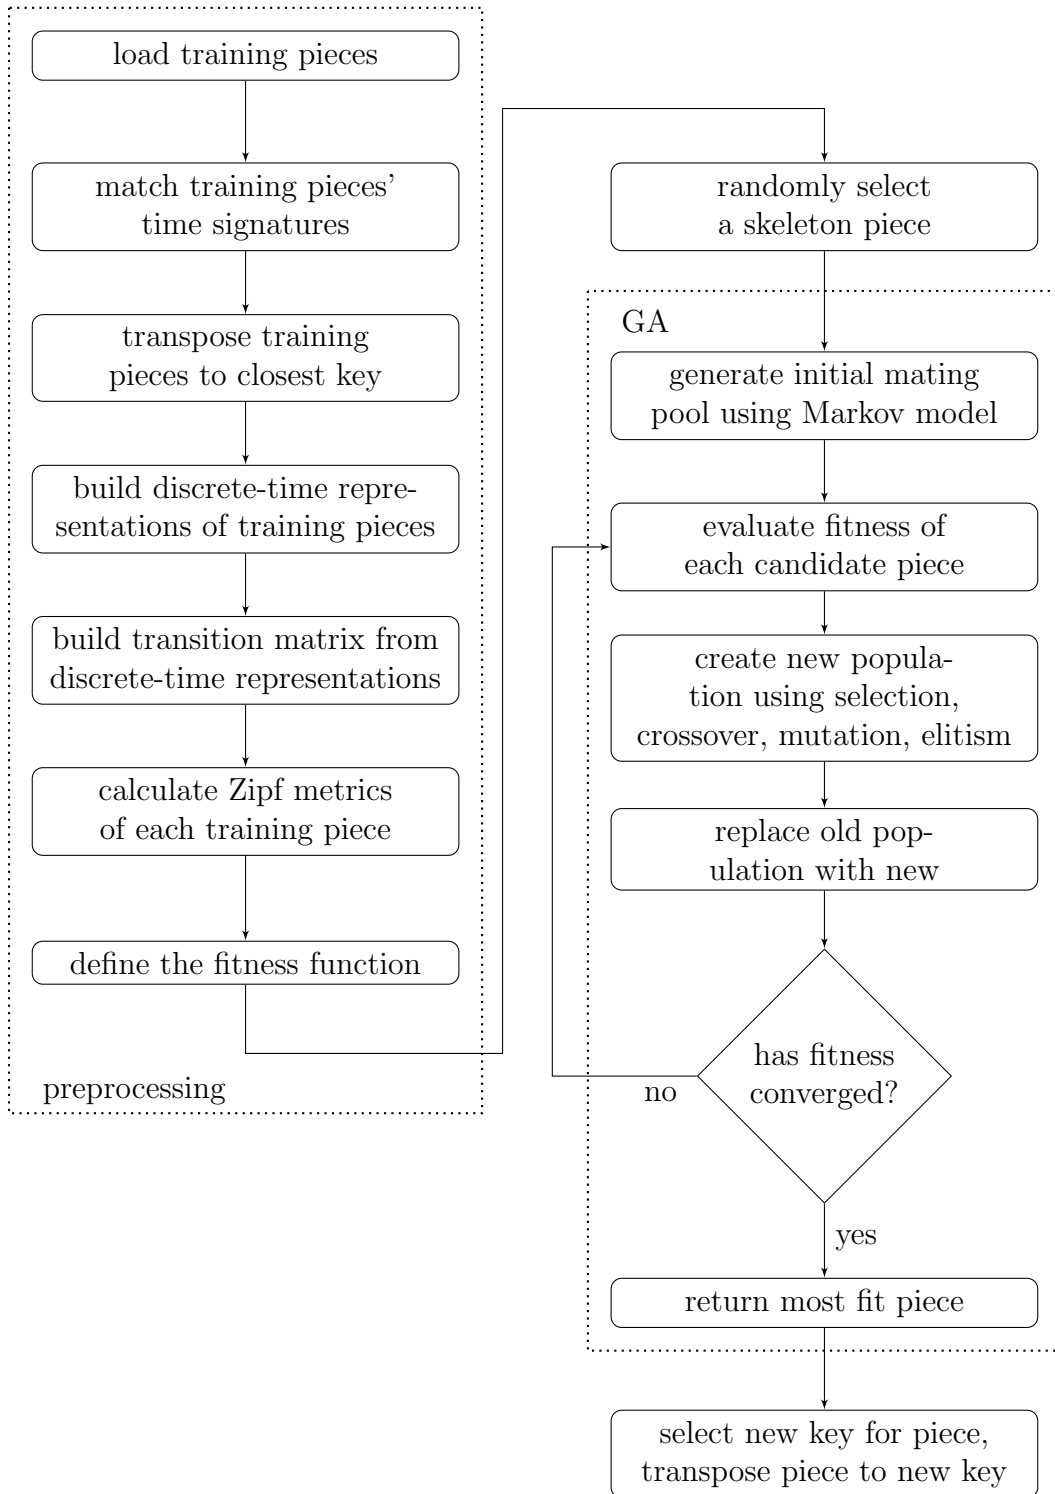 load training pieces
match training pieces’
time signatures
transpose training
pieces to closest key
build discrete-time repre-
sentations of training pieces
build transition matrix from
discrete-time representations
calculate Zipf metrics
of each training piece
define the fitness function
preprocessing
randomly select
a skeleton piece
GA
generate initial mating
pool using Markov model
evaluate fitness of
each candidate piece
create new popula-
tion using selection,
crossover, mutation, elitism
replace old pop-
ulation with new
has fitness
converged?
no
yes
return most fit piece
select new key for piece,
transpose piece to new key